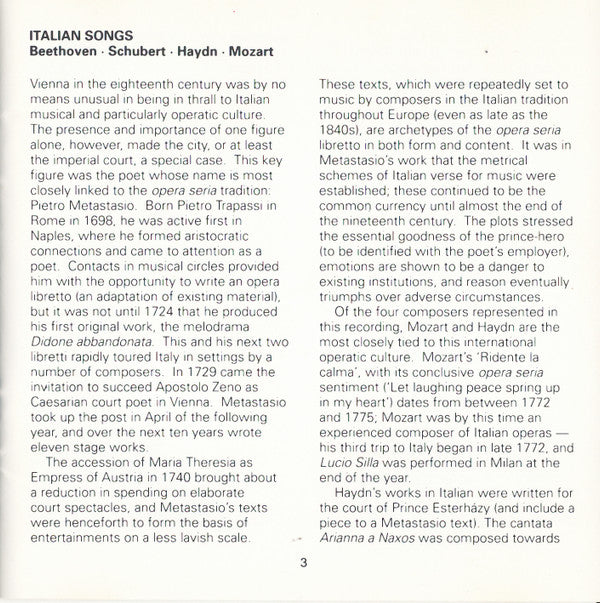 ITALIAN SONGS
Beethoven · Schubert · Haydn · Mozart
Vienna in the eighteenth century was by no
means unusual in being in thrall to Italian
musical and particularly operatic culture.
The presence and importance of one figure
alone, however, made the city, or at least
the imperial court, a special case. This key
figure was the poet whose name is most
closely linked to the opera seria tradition:
Pietro Metastasio. Born Pietro Trapassi in
Rome in 1698, he was active first in
Naples, where he formed aristocratic
connections and came to attention as a
poet. Contacts in musical circles provided
him with the opportunity to write an opera
libretto (an adaptation of existing material),
but it was not until 1724 that he produced
his first original work, the melodrama
Didone abbandonata. This and his next two
libretti rapidly toured Italy in settings by a
number of composers. In 1729 came the
invitation to succeed Apostolo Zeno as
Caesarian court poet in Vienna. Metastasio
took up the post in April of the following
year, and over the next ten years wrote
eleven stage works.
The accession of Maria Theresia as
Empress of Austria in 1740 brought about
a reduction in spending on elaborate
court spectacles, and Metastasio's texts
were henceforth to form the basis of
entertainments on a less lavish scale.
These texts, which were repeatedly set to
music by composers in the Italian tradition
throughout Europe (even as late as the
1840s), are archetypes of the opera seria
libretto in both form and content. It was in
Metastasio's work that the metrical
schemes of Italian verse for music were
established; these continued to be the
common currency until almost the end of
the nineteenth century. The plots stressed
the essential goodness of the prince-hero
(to be identified with the poet's employer),
emotions are shown to be a danger to
existing institutions, and reason eventually
triumphs over adverse circumstances.
Of the four composers represented in
this recording, Mozart and Haydn are the
most closely tied to this international
operatic culture. Mozart's 'Ridente la
calma', with its conclusive opera seria
sentiment ('Let laughing peace spring up
in my heart') dates from between 1772
and 1775; Mozart was by this time an
experienced composer of Italian operas —
his third trip to Italy began in late 1772, and
Lucio Silla was performed in Milan at the
end of the year.
Haydn's works in Italian were written for
the court of Prince Esterházy (and include a
piece to a Metastasio text). The cantata
Arianna a Naxos was composed towards
3